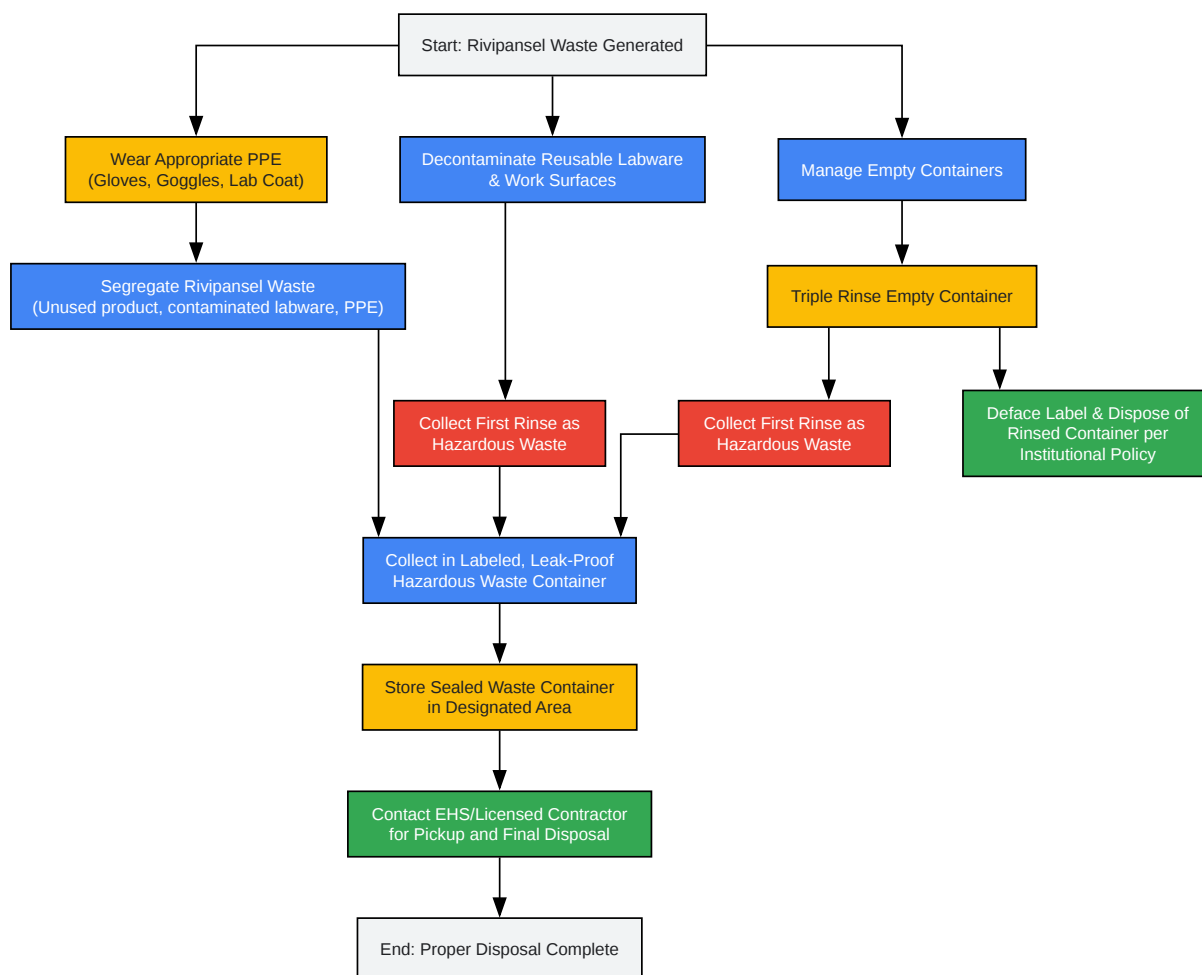 Start: Rivipansel Waste Generated
Wear Appropriate PPE
(Gloves, Goggles, Lab Coat)
Decontaminate Reusable Labware
& Work Surfaces
Manage Empty Containers
Segregate Rivipansel Waste
(Unused product, contaminated labware, PPE)
Triple Rinse Empty Container
Collect First Rinse as
Hazardous Waste
Collect First Rinse as
Hazardous Waste
Deface Label & Dispose of
Rinsed Container per
Institutional Policy
Collect in Labeled, Leak-Proof
Hazardous Waste Container
Store Sealed Waste Container
in Designated Area
Contact EHS/Licensed Contractor
for Pickup and Final Disposal
End: Proper Disposal Complete